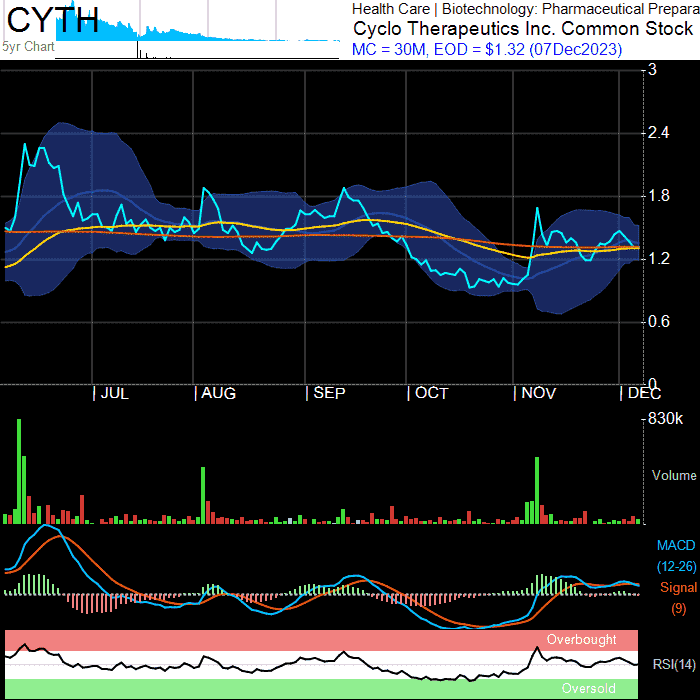 CYTH
5yr Chart
Health Care | Biotechnology: Pharmaceutical Prepara
Cyclo Therapeutics Inc. Common Stock
MC = 30M, EOD = $1.32 (07Dec2023)
3
2.4
1.8
1.2
0.6
0
| JUL | AUG | SEP | OCT | NOV | DEC
830k
Volume
MACD
(12-26)
Signal
(9)
Overbought
RSI(14)
Oversold